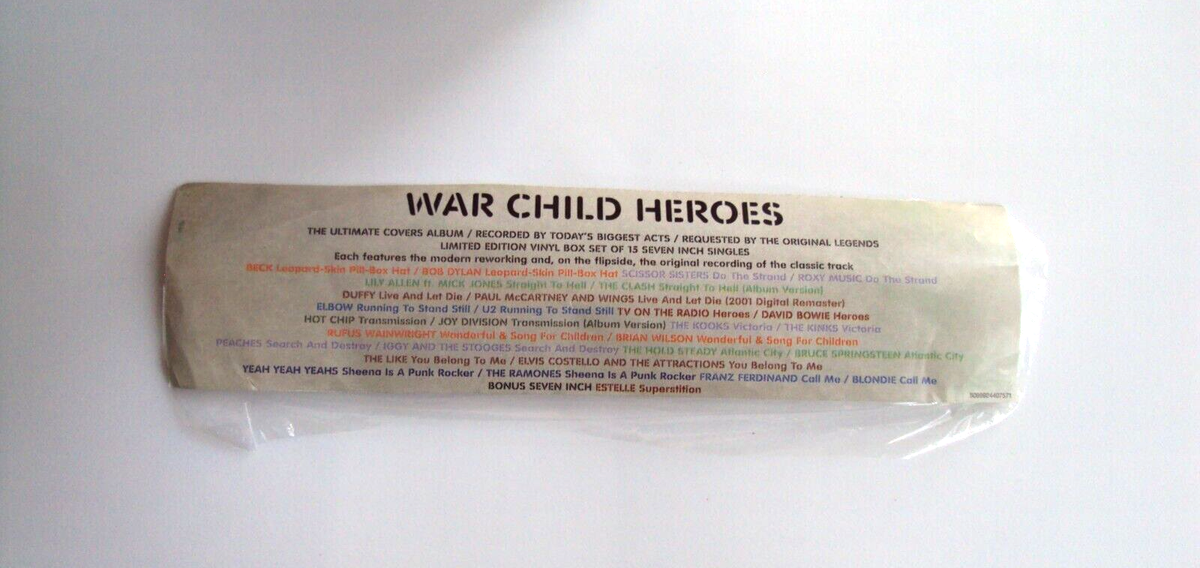 WAR CHILD HEROES
THE ULTIMATE COVERS ALBUM / RECORDED BY TODAY'S BIGGEST ACTS / REQUESTED BY THE ORIGINAL LEGENDS
LIMITED EDITION VINYL BOX SET OF 15 SEVEN INCH SINGLES
Each features the modern reworking and, on the flipside, the original recording of the classic track
BECK Leopard-Skin Pill-Box Hat / BOB DYLAN Leopard-Skin Pill-Box Hat SCISSOR SISTERS Do The Strand / ROXY MUSIC Do The Strand
LILY ALLEN ft. MICK JONES Straight To Hell / THE CLASH Straight To Hell (Album Version)
DUFFY Live And Let Die / PAUL McCARTNEY AND WINGS Live And Let Die (2001 Digital Remaster)
ELBOW Running To Stand Still / U2 Running To Stand Still TV ON THE RADIO Heroes / DAVID BOWIE Heroes
HOT CHIP Transmission / JOY DIVISION Transmission (Album Version) THE KOOKS Victoria / THE KINKS Victoria
RUFUS WAINWRIGHT Wonderful & Song For Children / BRIAN WILSON Wonderful & Song For Children
PEACHES Search And Destroy / IGGY AND THE STOOGES Search And Destroy THE HOLD STEADY Atlantic City / BRUCE SPRINGSTEEN Atlantic City
THE LIKE You Belong To Me / ELVIS COSTELLO AND THE ATTRACTIONS You Belong To Me
YEAH YEAH YEAHS Sheena Is A Punk Rocker / THE RAMONES Sheena Is A Punk Rocker FRANZ FERDINAND Call Me / BLONDIE Call Me
BONUS SEVEN INCH ESTELLE Superstition